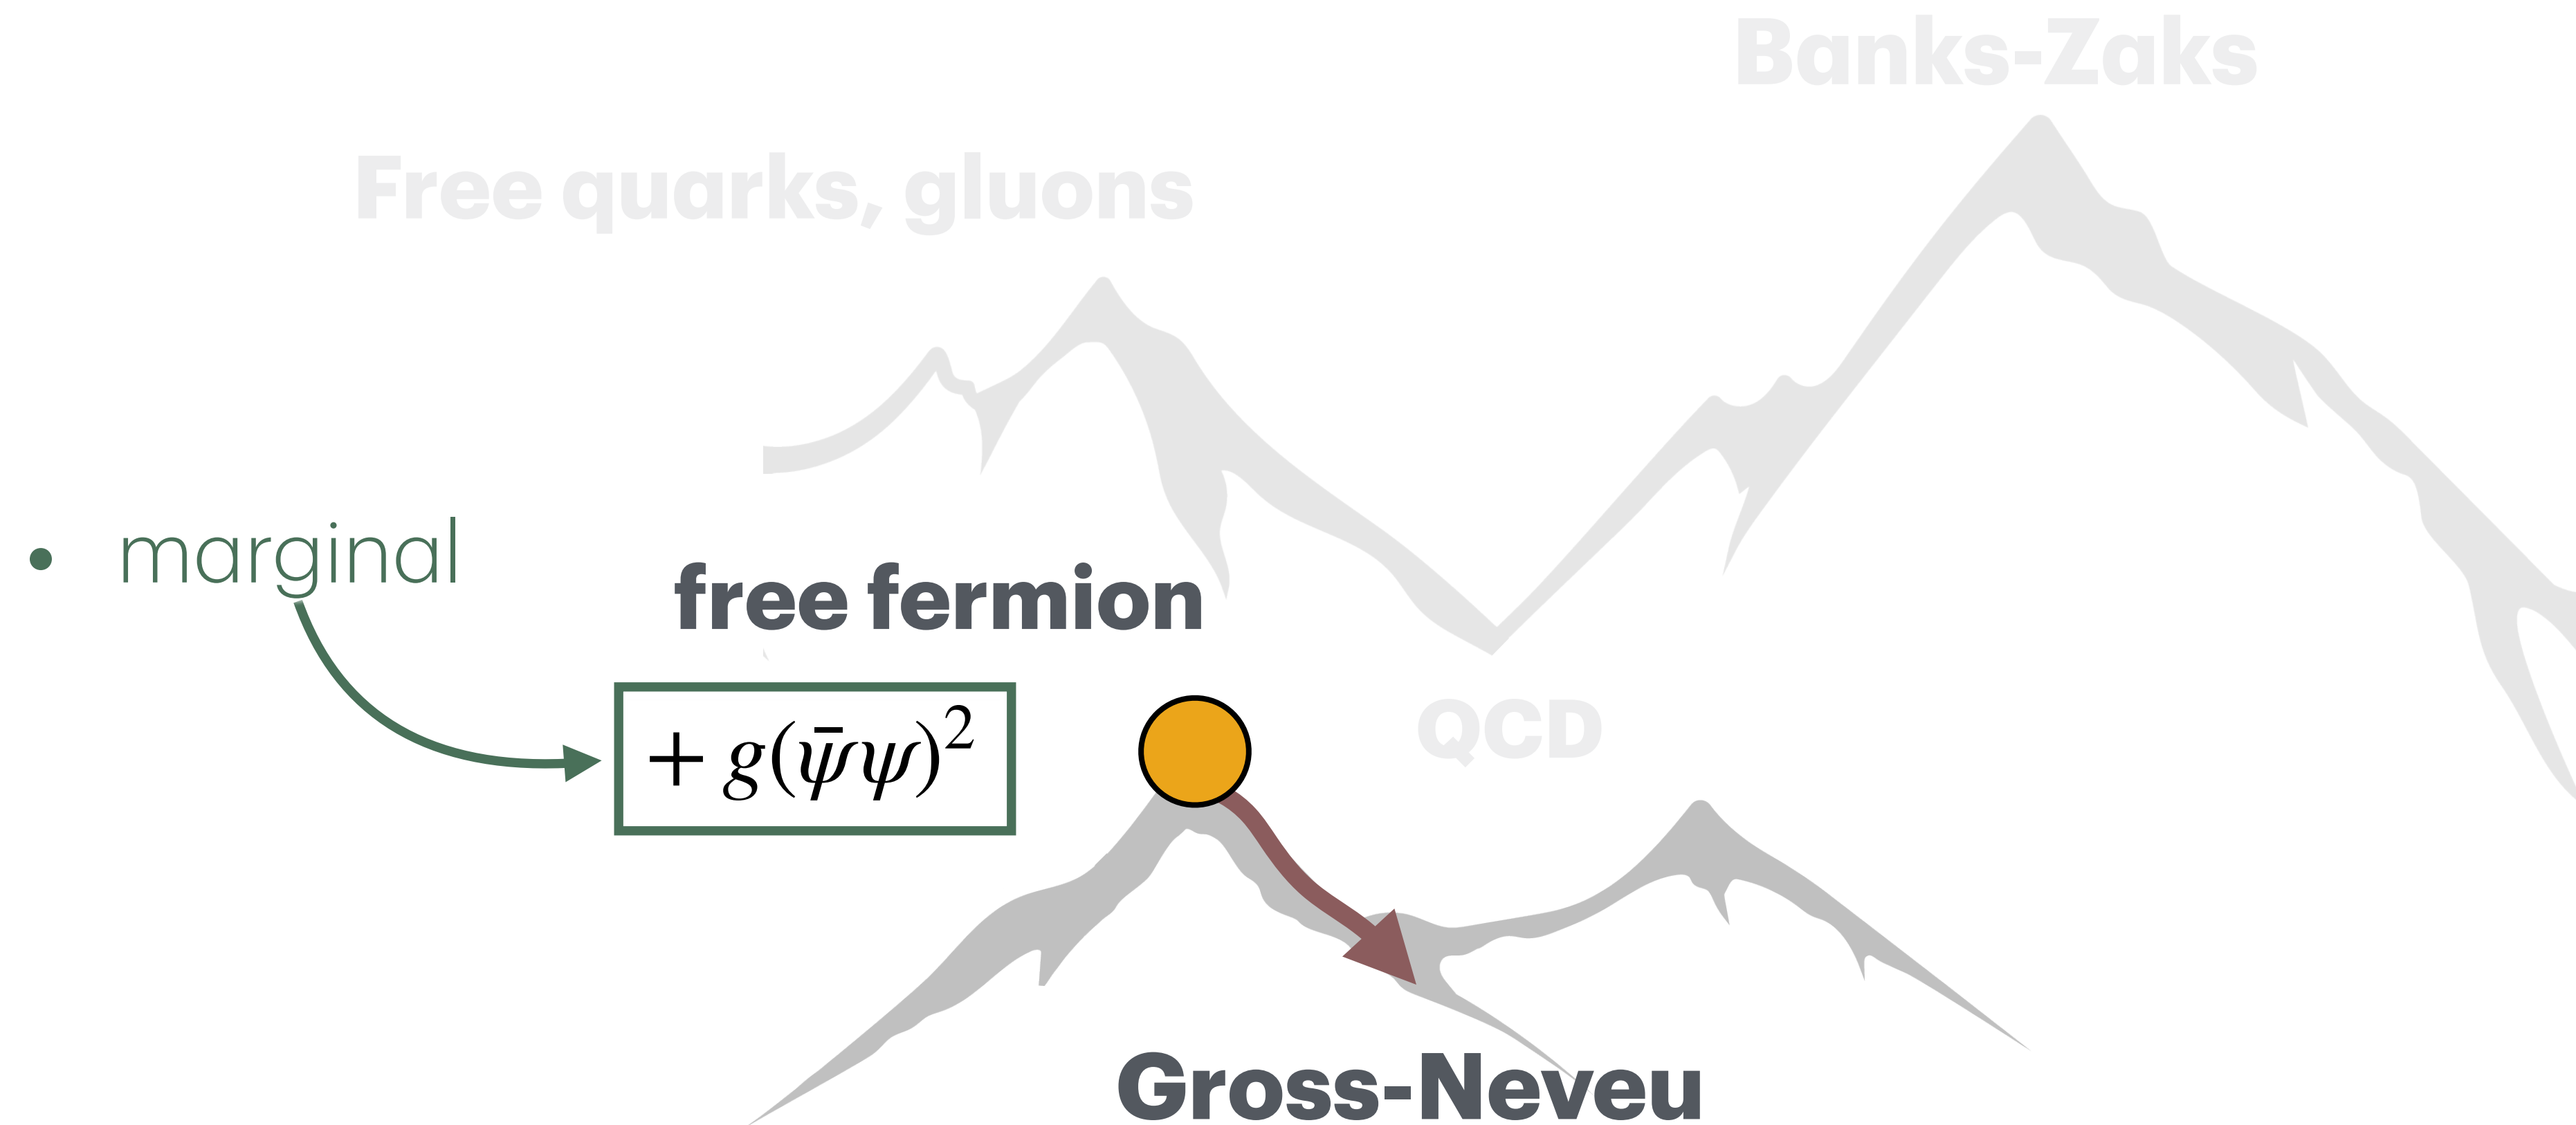 Banks-Zaks
Free quarks, gluons
• marginal
free fermion
+ g(ψ̄ψ)²
QCD
Gross-Neveu